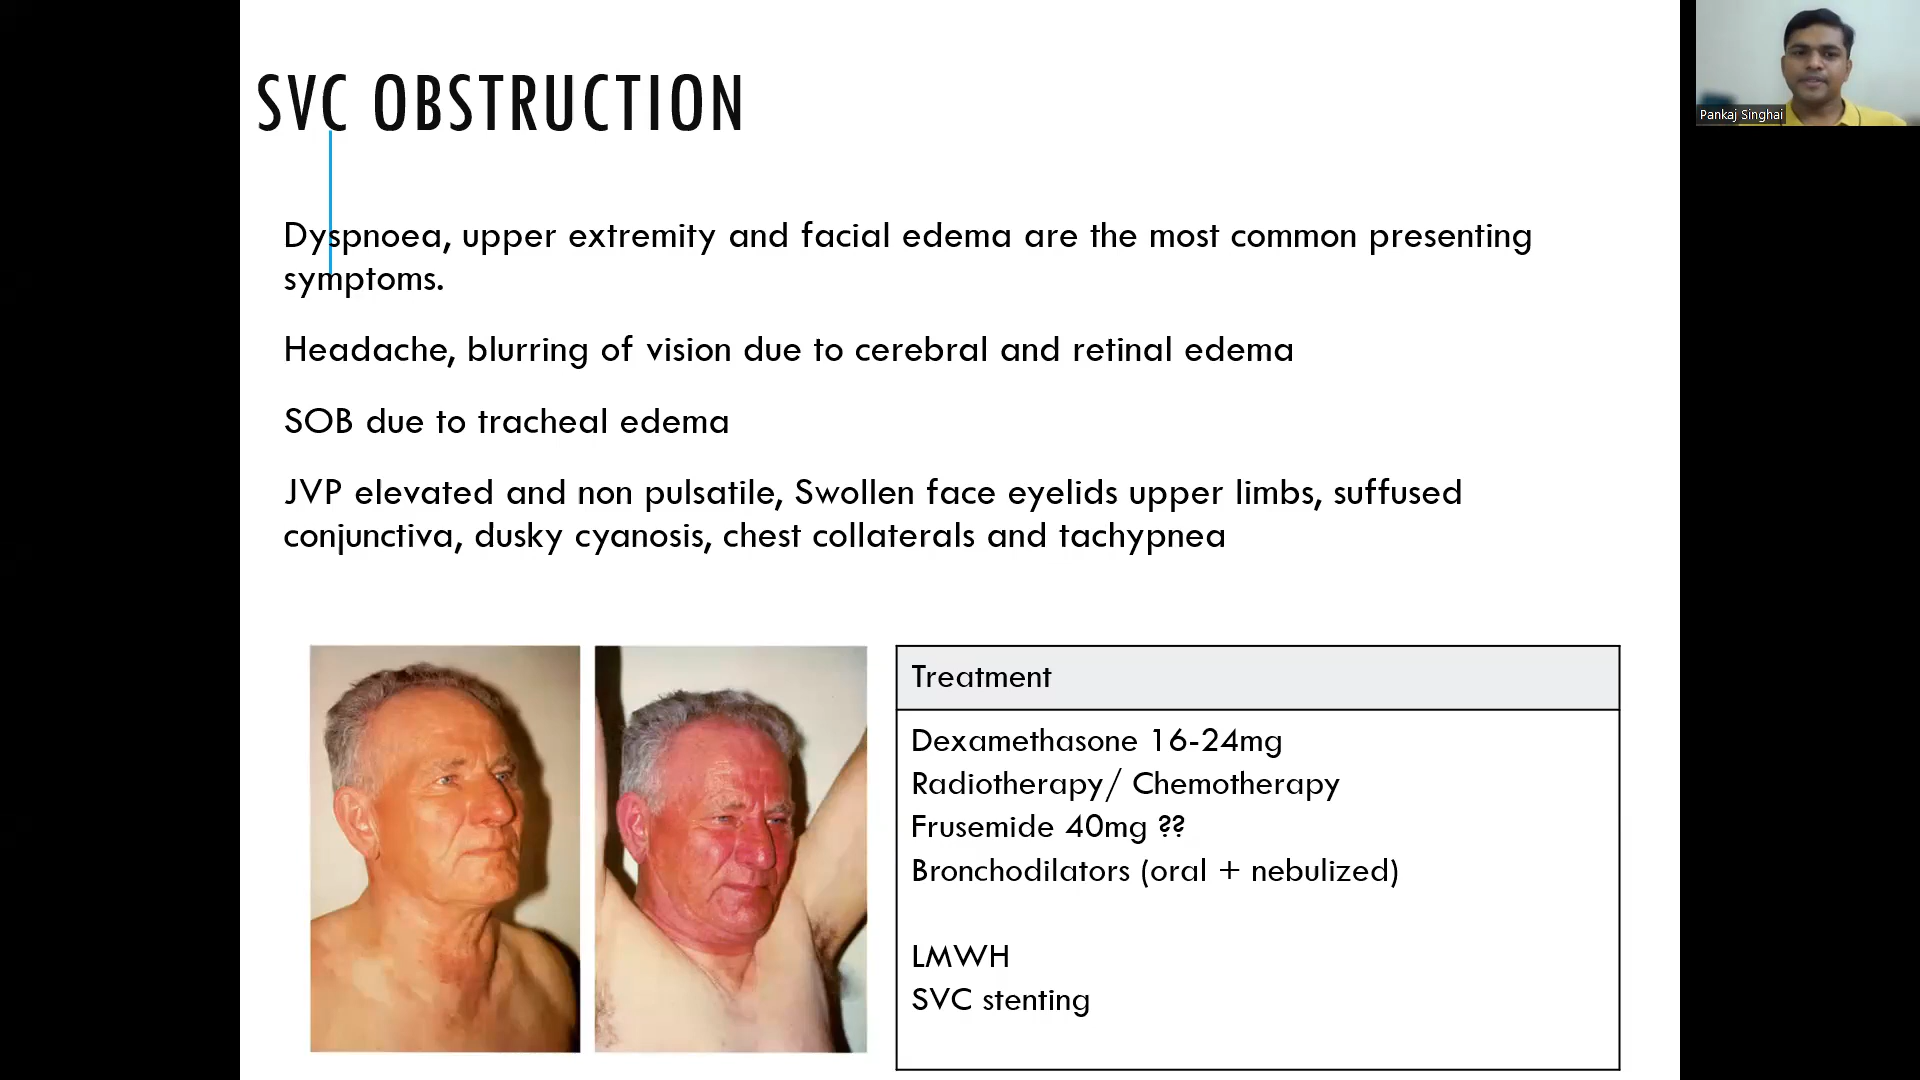 SVC OBSTRUCTION
Dyspnoea, upper extremity and facial edema are the most common presenting
symptoms.
Headache, blurring of vision due to cerebral and retinal edema
SOB due to tracheal edema
JVP elevated and non pulsatile, Swollen face eyelids upper limbs, suffused
conjunctiva, dusky cyanosis, chest collaterals and tachypnea
Treatment
Dexamethasone 16-24mg
Radiotherapy/ Chemotherapy
Frusemide 40mg ??
Bronchodilators (oral + nebulized)
LMWH
SVC stenting
Pankaj Singhai